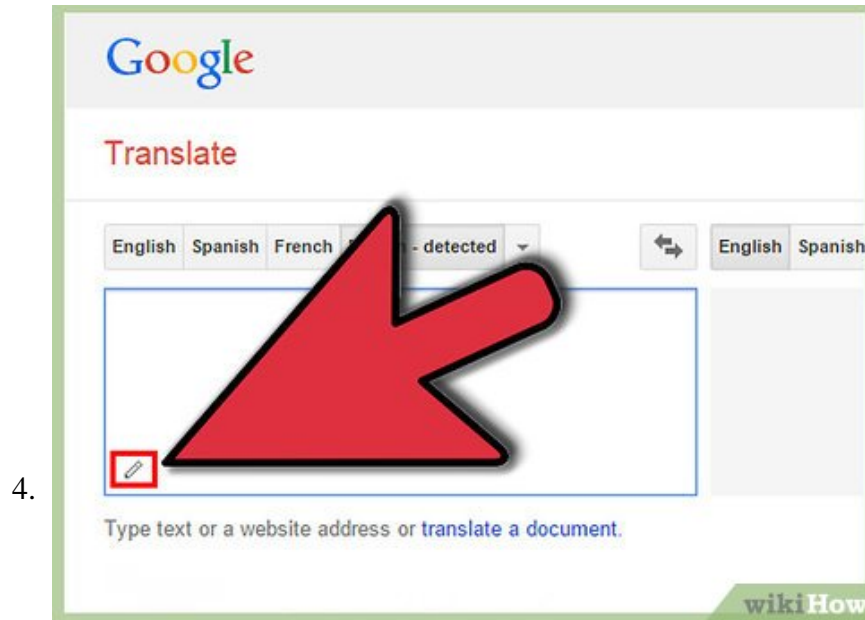 Google
Translate
English Spanish French - detected English Spanish
4.
Type text or a website address or translate a document.
wikiHow